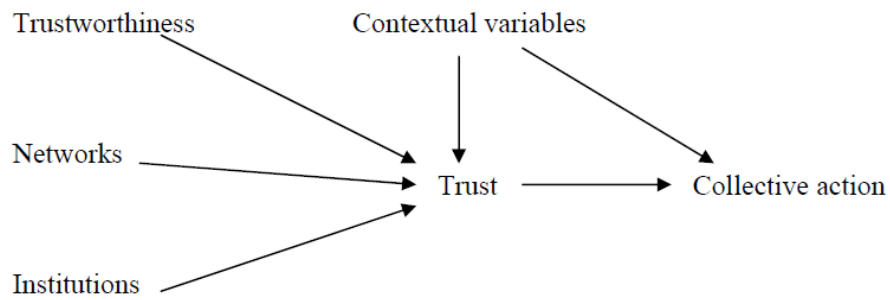 Trustworthiness
Contextual variables
Networks
Trust
Collective action
Institutions